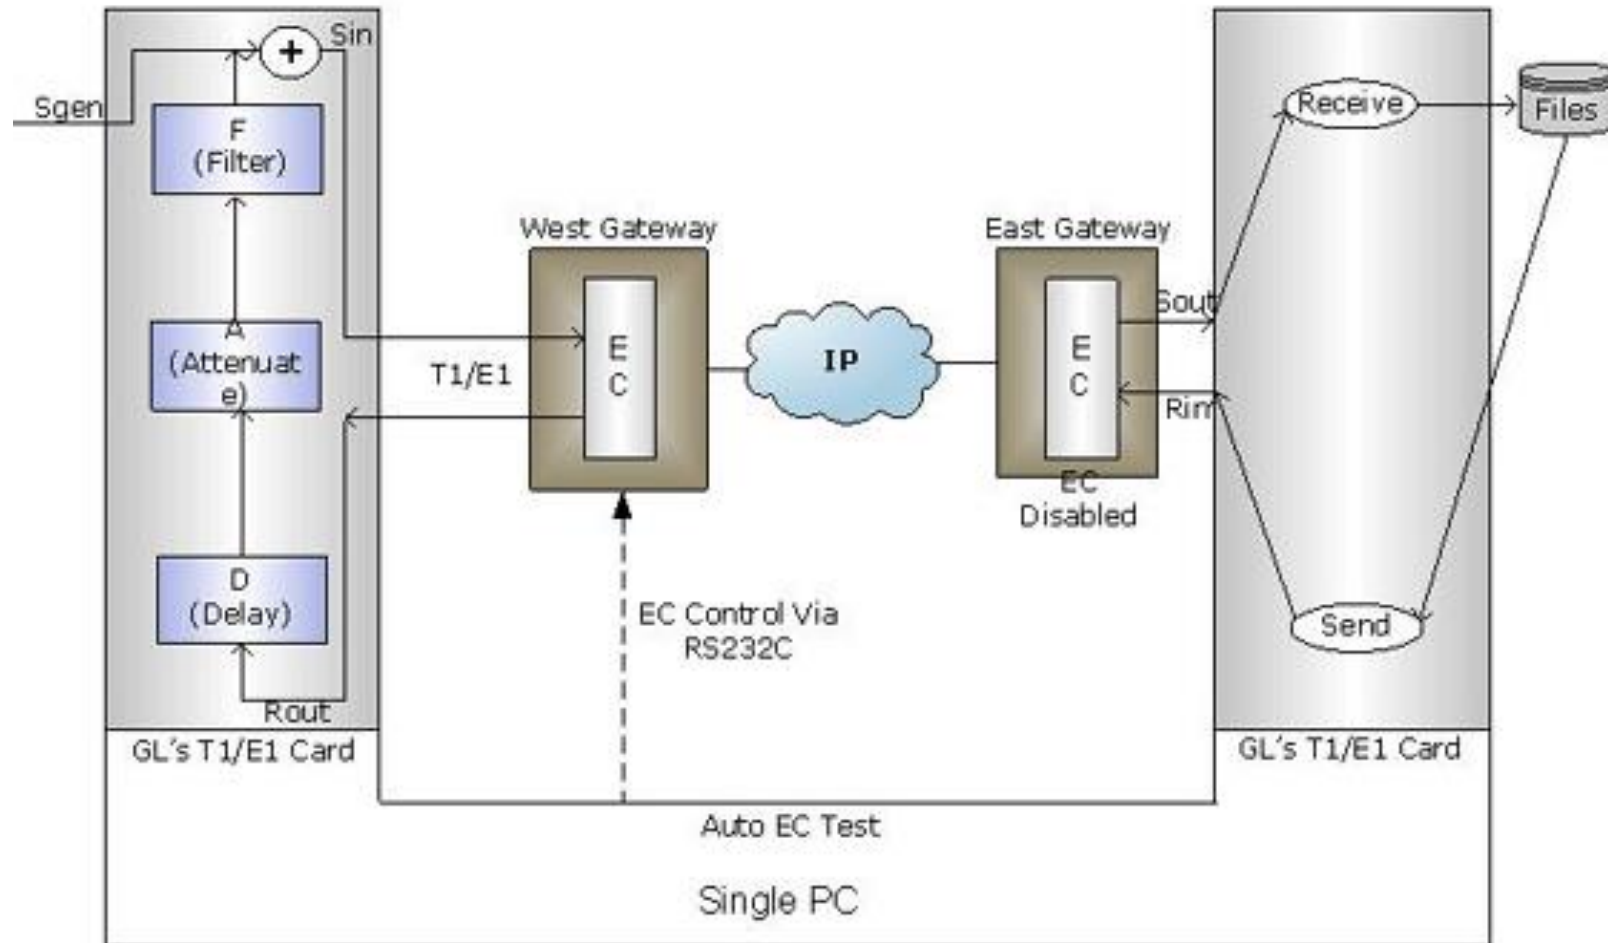 Sin
+
Sgen
F
(Filter)
A
(Attenuat
e)
D
(Delay)
Rout
GL's T1/E1 Card
T1/E1
West Gateway
E
C
IP
East Gateway
E
C
EC
Disabled
Sout
Rin
Receive
Files
Send
GL's T1/E1 Card
EC Control Via
RS232C
Auto EC Test
Single PC